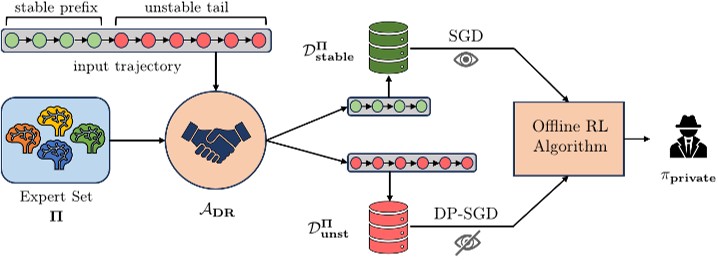 stable prefix
unstable tail
input trajectory
Expert Set
Π
𝒜_DR
𝒟^Π_stable
SGD
𝒟^Π_unst
DP-SGD
Offline RL
Algorithm
π_private